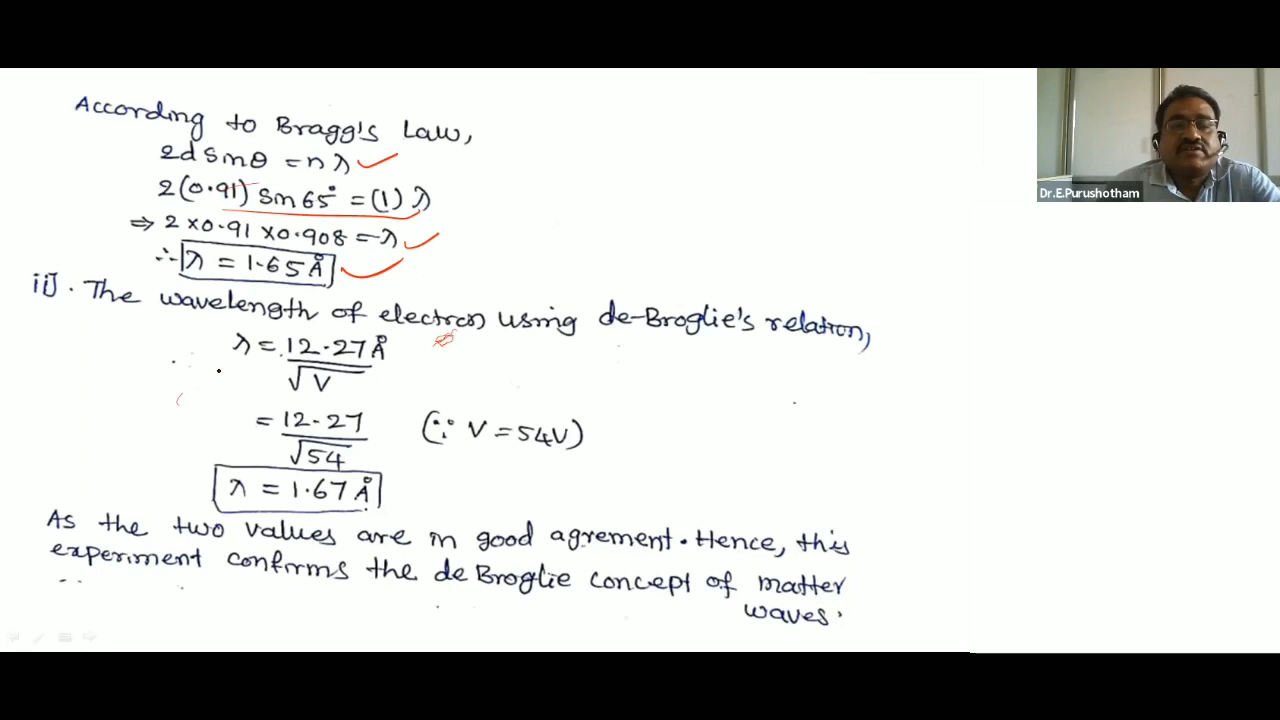 According to Bragg's Law,
2d Sinθ = n λ
2(0.91) Sin 65° = (1) λ
⇒ 2 × 0.91 × 0.908 = λ
∴ λ = 1.65 Å
ii). The wavelength of electron using de-Broglie's relation,
λ = 12.27 Å
√V
= 12.27 (∵ V = 54V)
√54
λ = 1.67 Å
As the two values are in good agrement. Hence, this
experiment confirms the de Broglie concept of matter
waves.
Dr.E.Purushotham